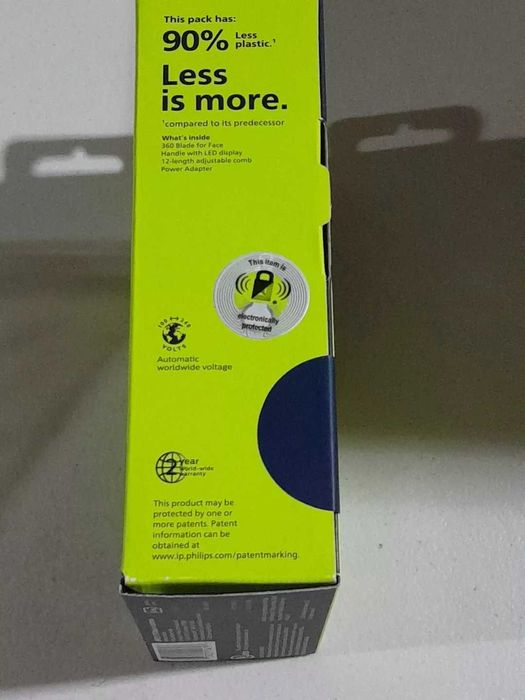 This pack has:
90% Less
plastic.¹
Less
is more.
¹compared to its predecessor
What's inside
360 Blade for Face
Handle with LED display
12-length adjustable comb
Power Adapter
This item is
electronically
protected
100 ↔ 240
VOLTS
Automatic
worldwide voltage
2 year
world-wide
warranty
This product may be
protected by one or
more patents. Patent
information can be
obtained at
www.ip.philips.com/patentmarking.